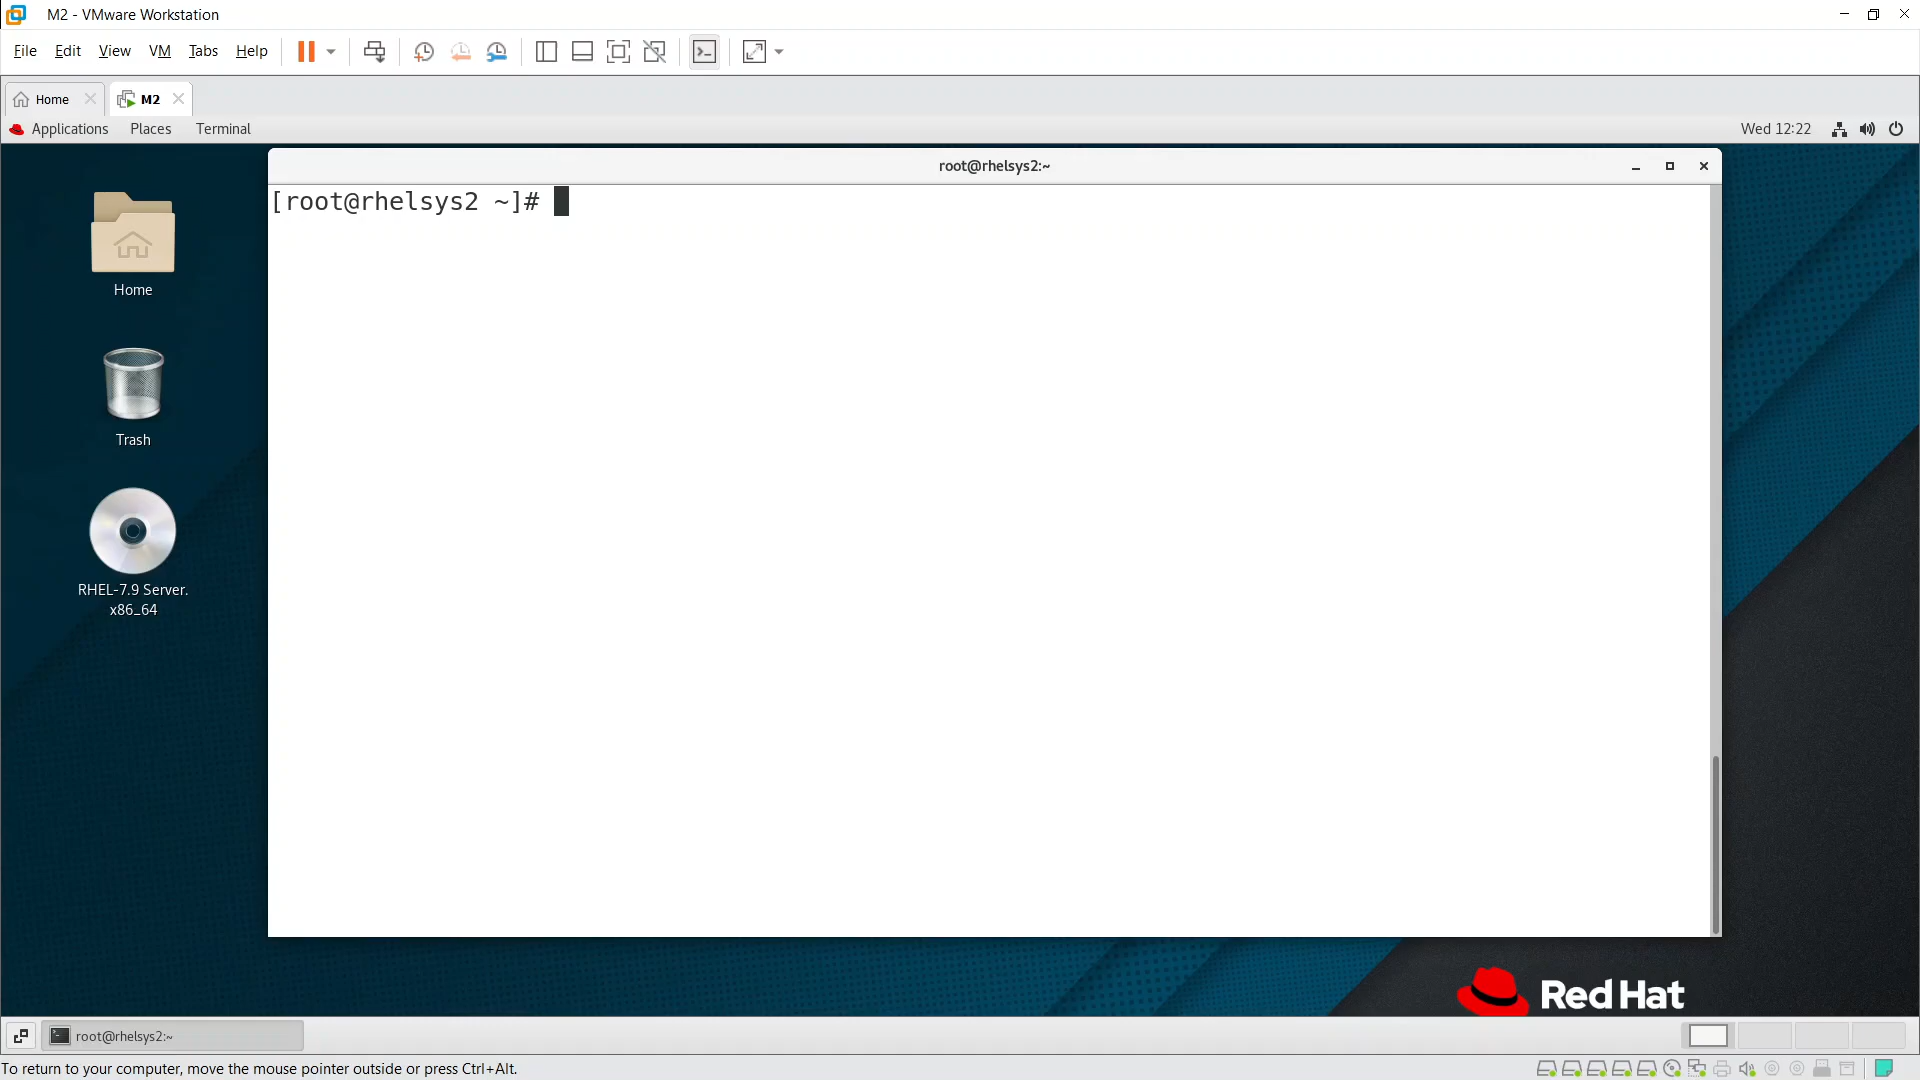 M2 - VMware Workstation
File Edit View VM Tabs Help
Home M2
Applications Places Terminal Wed 12:22
root@rhelsys2:~
[root@rhelsys2 ~]#
Home
Trash
RHEL-7.9 Server.
x86_64
Red Hat
root@rhelsys2:~
To return to your computer, move the mouse pointer outside or press Ctrl+Alt.